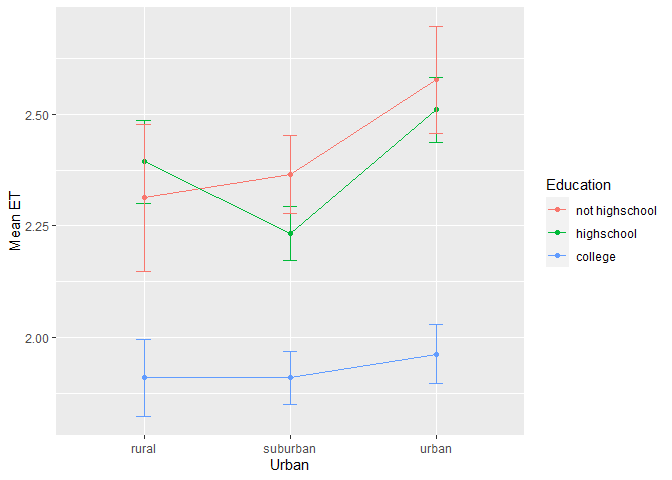 Mean ET
2.50
2.25
2.00
rural
suburban
urban
Urban
Education
not highschool
highschool
college